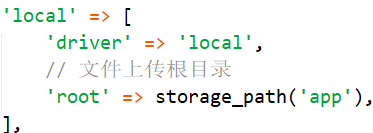 'local' => [
    'driver' => 'local',
    // 文件上传根目录
    'root' => storage_path('app'),
],